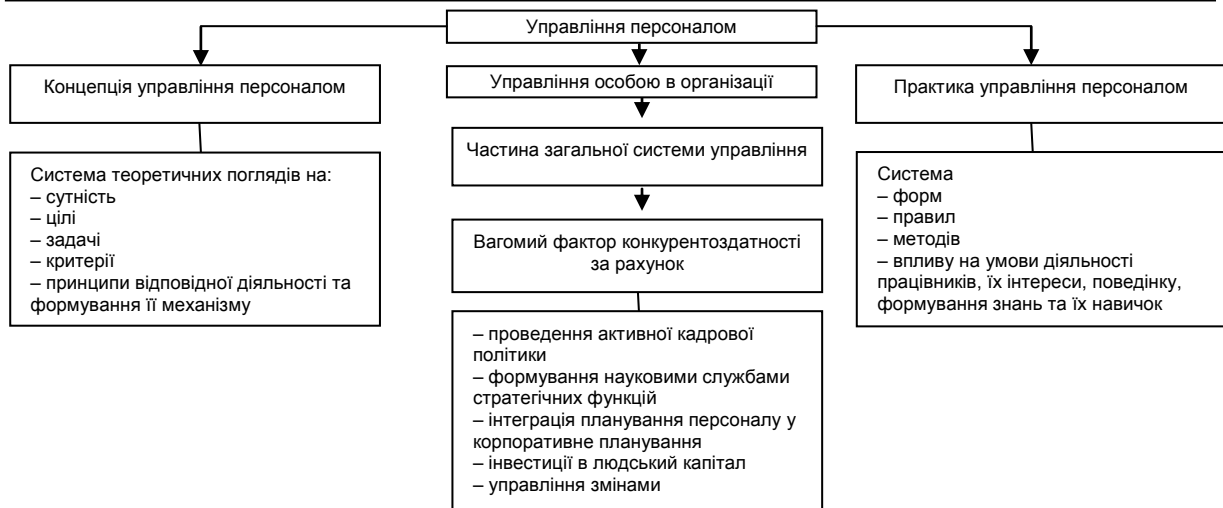 Управління персоналом
Концепція управління персоналом
Управління особою в організації
Практика управління персоналом
Частина загальної системи управління
Система теоретичних поглядів на:
– сутність
– цілі
– задачі
– критерії
– принципи відповідної діяльності та
формування її механізму
Вагомий фактор конкурентоздатності
за рахунок
– проведення активної кадрової
політики
– формування науковими службами
стратегічних функцій
– інтеграція планування персоналу у
корпоративне планування
– інвестиції в людський капітал
– управління змінами
Система
– форм
– правил
– методів
– впливу на умови діяльності
працівників, їх інтереси, поведінку,
формування знань та їх навичок